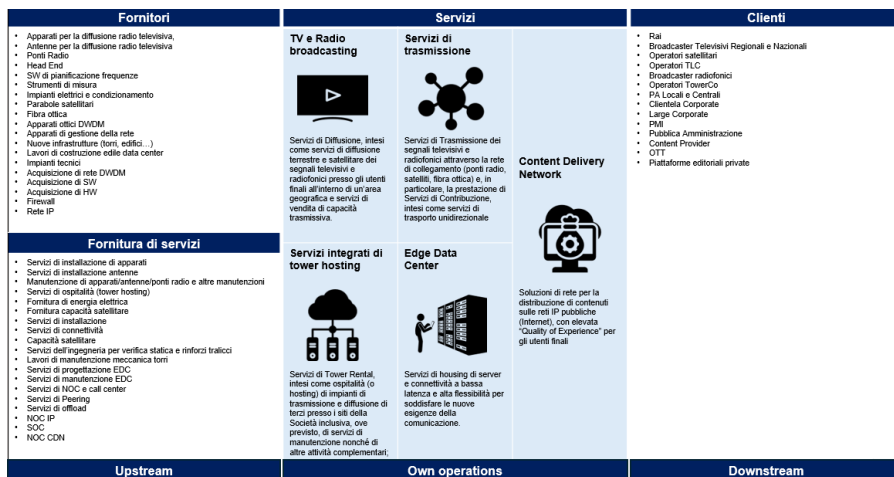 Fornitori
Apparati per la diffusione radio televisiva,
Antenne per la diffusione radio televisiva
Ponti Radio
Head End
SW di pianificazione frequenze
Strumenti di misura
Impianti elettrici e condizionamento
Parabole satellitari
Fibra ottica
Apparati ottici DWDM
Apparati di gestione della rete
Nuove infrastrutture (torri, edifici…)
Lavori di costruzione edile data center
Impianti tecnici
Acquisizione di rete DWDM
Acquisizione di SW
Acquisizione di HW
Firewall
Rete IP
Fornitura di servizi
Servizi di installazione di apparati
Servizi di installazione antenne
Manutenzione di apparati/antenne/ponti radio e altre manutenzioni
Servizi di ospitalità (tower hosting)
Fornitura di energia elettrica
Fornitura capacità satellitare
Servizi di installazione
Servizi di connettività
Capacità satellitare
Servizi dell'ingegneria per verifica statica e rinforzi tralicci
Lavori di manutenzione meccanica torri
Servizi di progettazione EDC
Servizi di manutenzione EDC
Servizi di NOC e call center
Servizi di Peering
Servizi di offload
NOC IP
SOC
NOC CDN
Upstream
Servizi
TV e Radio
broadcasting
Servizi di Diffusione, intesi
come servizi di diffusione
terrestre e satellitare dei
segnali televisivi e
radiofonici presso gli utenti
finali all'interno di un'area
geografica e servizi di
vendita di capacità
trasmissiva.
Servizi di
trasmissione
Servizi di Trasmissione dei
segnali televisivi e
radiofonici attraverso la rete
di collegamento (ponti radio,
satelliti, fibra ottica) e, in
particolare, la prestazione di
Servizi di Contribuzione,
intesi come servizi di
trasporto unidirezionale
Servizi integrati di
tower hosting
Servizi di Tower Rental,
intesi come ospitalità (o
hosting) di impianti di
trasmissione e diffusione di
terzi presso i siti della
Società inclusiva, ove
previsto, di servizi di
manutenzione nonché di
altre attività complementari;
Edge Data
Center
Servizi di housing di server
e connettività a bassa
latenza e alta flessibilità per
soddisfare le nuove
esigenze della
comunicazione.
Content Delivery
Network
Soluzioni di rete per la
distribuzione di contenuti
sulle reti IP pubbliche
(Internet), con elevata
"Quality of Experience" per
gli utenti finali
Own operations
Clienti
Rai
Broadcaster Televisivi Regionali e Nazionali
Operatori satellitari
Operatori TLC
Broadcaster radiofonici
Operatori TowerCo
PA Locali e Centrali
Clientela Corporate
Large Corporate
PMI
Pubblica Amministrazione
Content Provider
OTT
Piattaforme editoriali private
Downstream